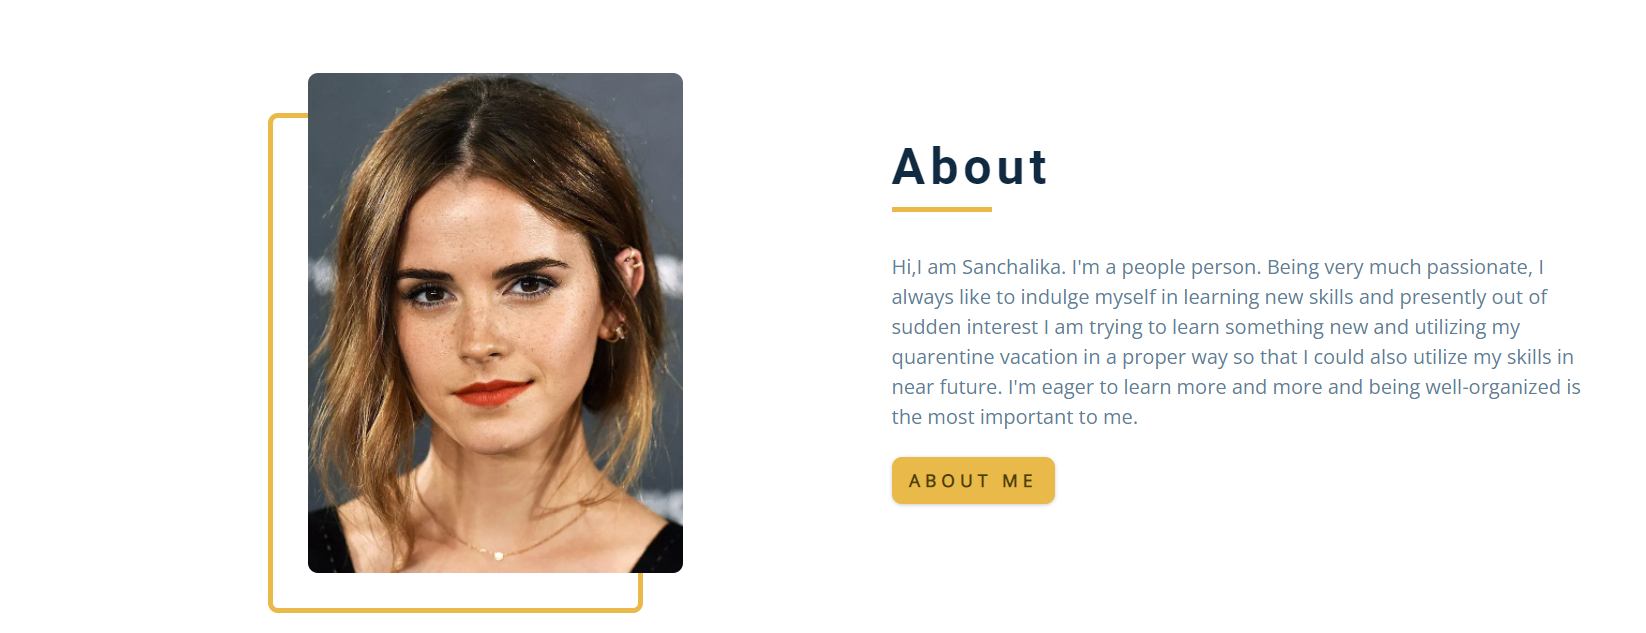 About
Hi,I am Sanchalika. I'm a people person. Being very much passionate, I
always like to indulge myself in learning new skills and presently out of
sudden interest I am trying to learn something new and utilizing my
quarentine vacation in a proper way so that I could also utilize my skills in
near future. I'm eager to learn more and more and being well-organized is
the most important to me.
ABOUT ME